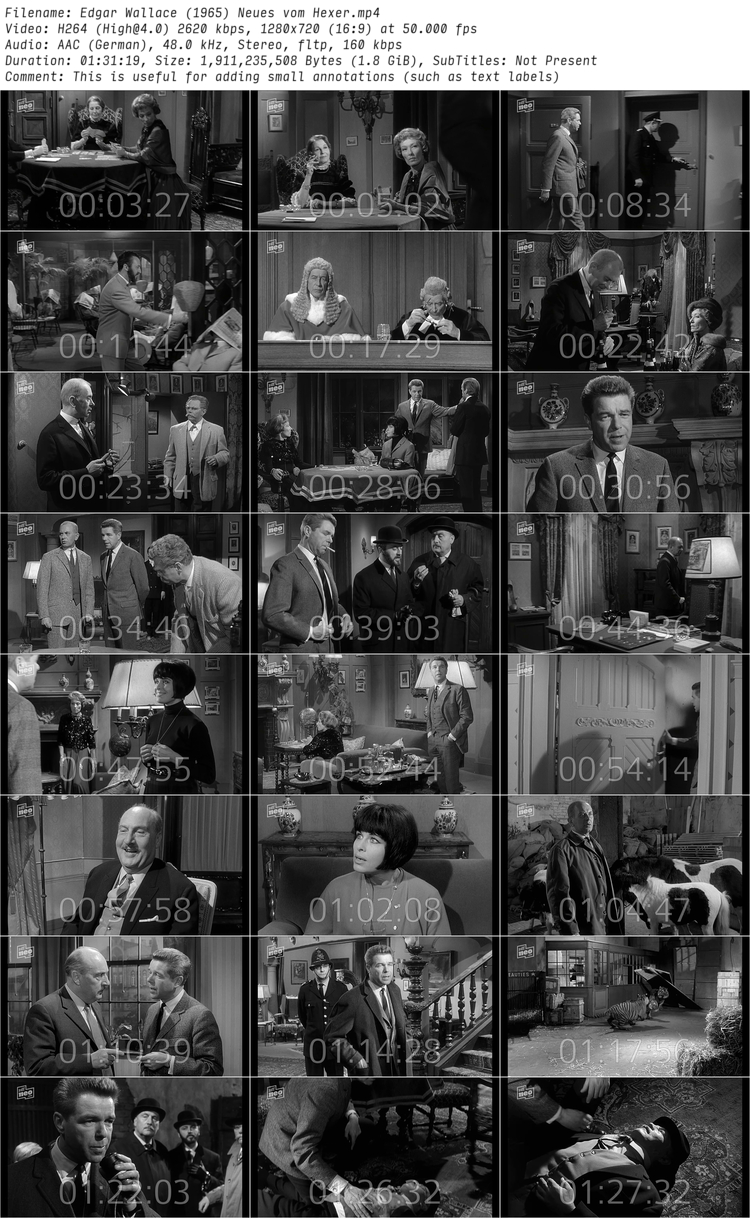 Filename: Edgar Wallace (1965) Neues vom Hexer.mp4
Video: H264 (High@4.0) 2620 kbps, 1280x720 (16:9) at 50.000 fps
Audio: AAC (German), 48.0 kHz, Stereo, fltp, 160 kbps
Duration: 01:31:19, Size: 1,911,235,508 Bytes (1.8 GiB), SubTitles: Not Present
Comment: This is useful for adding small annotations (such as text labels)
00:03:27 00:05:02 00:08:34
00:11:44 00:17:29 00:22:42
00:23:34 00:28:06 00:30:56
00:34:46 00:39:03 00:44:26
00:47:55 00:52:44 00:54:14
00:57:58 01:02:08 01:04:47
01:10:39 01:14:28 01:17:50
01:22:03 01:26:32 01:27:32